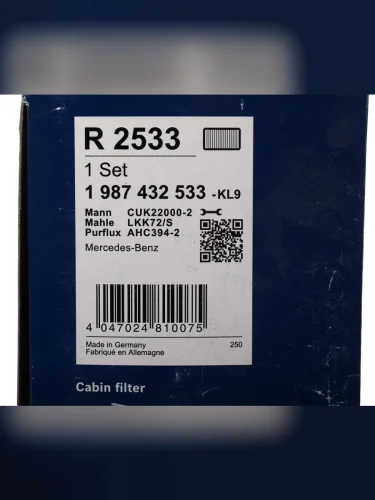 R 2533
1 Set
1 987 432 533 -KL9
Mann CUK22000-2
Mahle LKK72/S
Purflux AHC394-2
Mercedes-Benz
4 047024 810075
Made in Germany 250
Fabriqué en Allemagne
Cabin filter